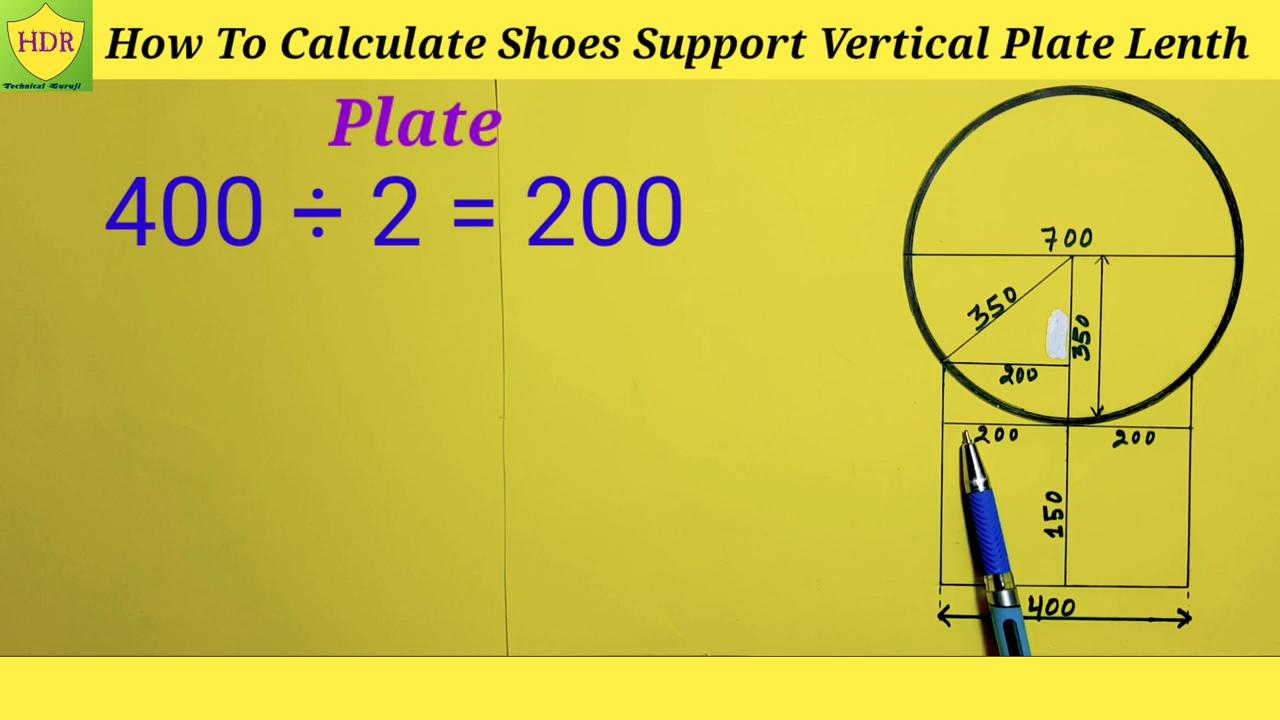 HDR
Technical Guruji
How To Calculate Shoes Support Vertical Plate Lenth
Plate
400 ÷ 2 = 200
700
350
350
200
200
200
150
400